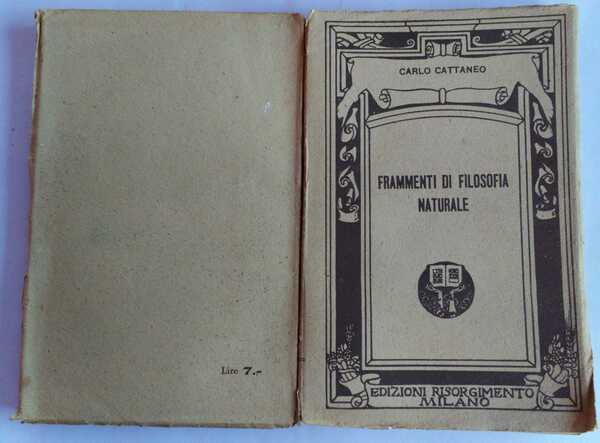 Lire 7.-
CARLO CATTANEO
FRAMMENTI DI FILOSOFIA
NATURALE
EDIZIONI RISORGIMENTO
MILANO